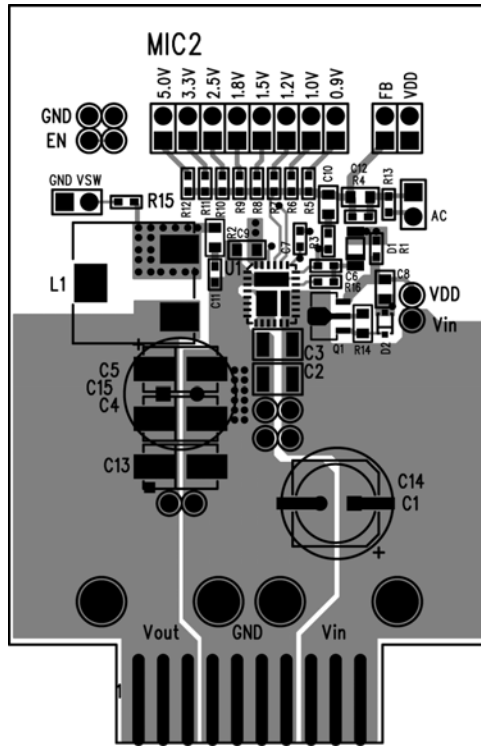 MIC2
5.0V 3.3V 2.5V 1.8V 1.5V 1.2V 1.0V 0.9V
FB VDD
GND
EN
GND VSW
R15
R12 R11 R10 R9 R8 R7 R6 R5
C10
C12
R4
R13
AC
L1
R2
C9
U1
C7
R3
D1
R1
C11
C6
R16
C8
VDD
Vin
Q1
R14
D2
C3
C2
C5
C15
C4
C13
C14
C1
+
+
Vout GND Vin
1